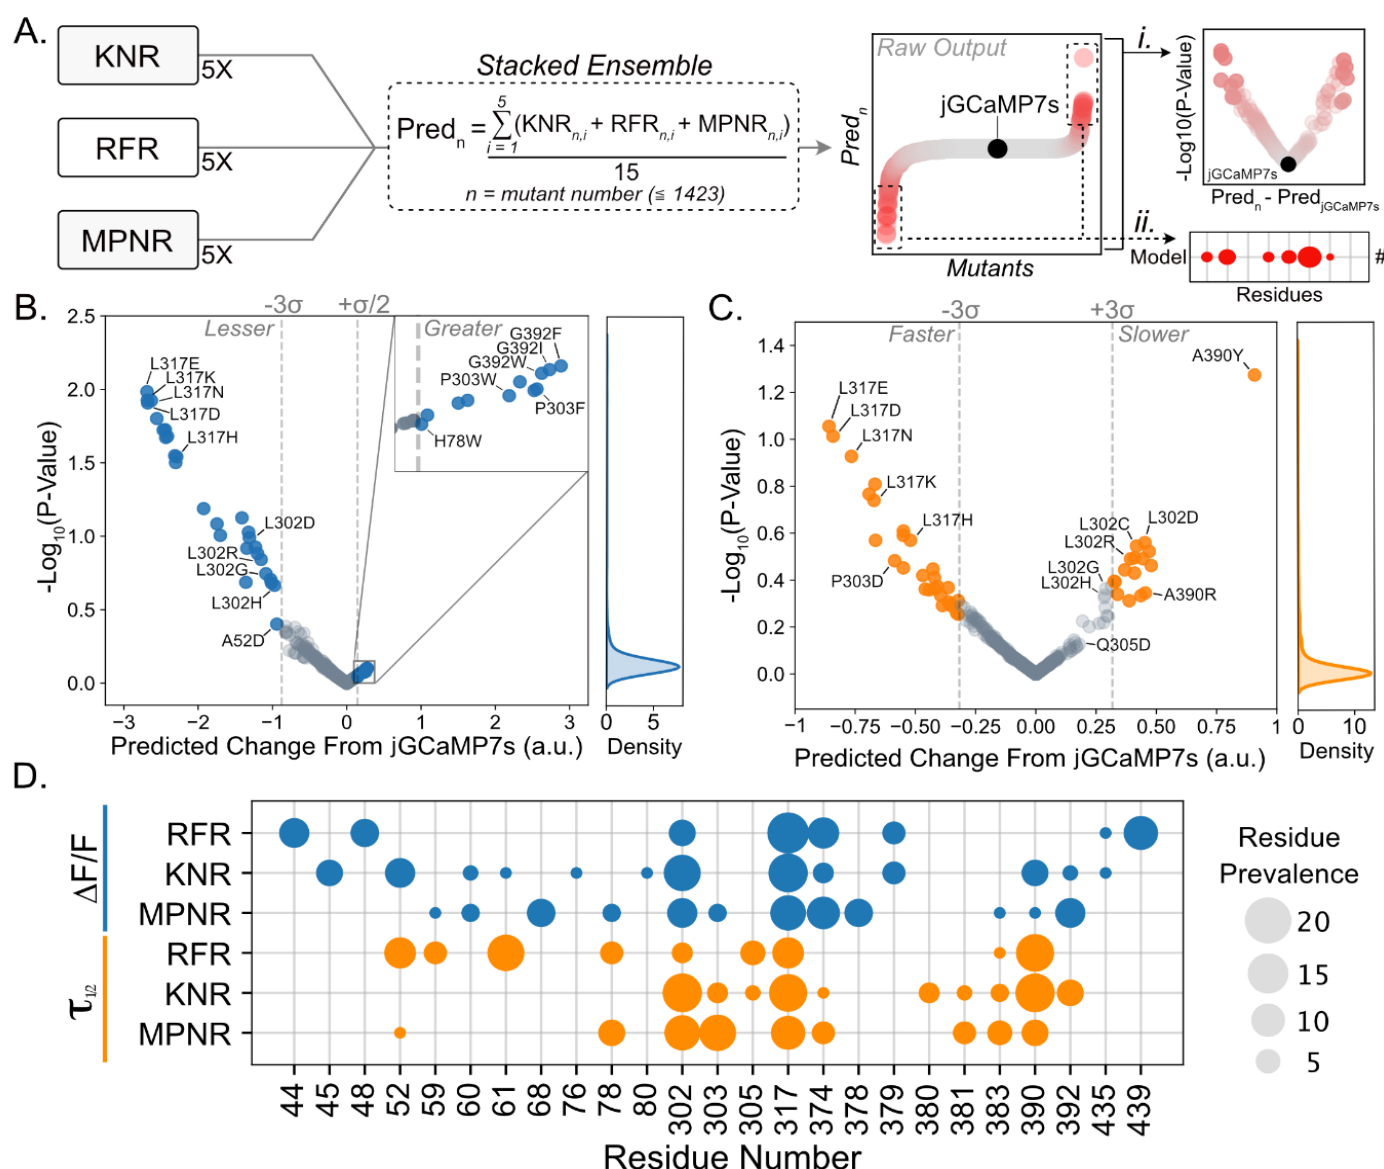 A.
KNR
5X
RFR
5X
MPNR
5X
Stacked Ensemble
Pred_n = \frac{\sum_{i=1}^{5}(KNR_{n,i} + RFR_{n,i} + MPNR_{n,i})}{15}
n = mutant number (≦ 1423)
Raw Output
jGCaMP7s
Pred_n
Mutants
i.
-Log10(P-Value)
jGCaMP7s
Pred_n - Pred_jGCaMP7s
ii.
Model
#
Residues
B.
-3σ
+σ/2
Lesser
Greater
2.5
2.0
1.5
1.0
0.5
0.0
-Log₁₀(P-Value)
L317E
L317K
L317N
L317D
L317H
L302D
L302R
L302G
L302H
A52D
G392F
G392I
G392W
P303W
P303F
H78W
−3
−2
−1
0
1
2
3
Predicted Change From jGCaMP7s (a.u.)
0
5
Density
C.
-3σ
+3σ
Faster
Slower
1.4
1.2
1.0
0.8
0.6
0.4
0.2
0.0
-Log₁₀(P-Value)
A390Y
L317E
L317D
L317N
L317K
L317H
P303D
L302C
L302D
L302R
L302G
L302H
A390R
Q305D
−1
−0.75
−0.50
−0.25
0.00
0.25
0.50
0.75
1
Predicted Change From jGCaMP7s (a.u.)
0
10
Density
D.
ΔF/F
RFR
KNR
MPNR
τ1/2
RFR
KNR
MPNR
44
45
48
52
59
60
61
68
76
78
80
302
303
305
317
374
378
379
380
381
383
390
392
435
439
Residue Number
Residue
Prevalence
20
15
10
5